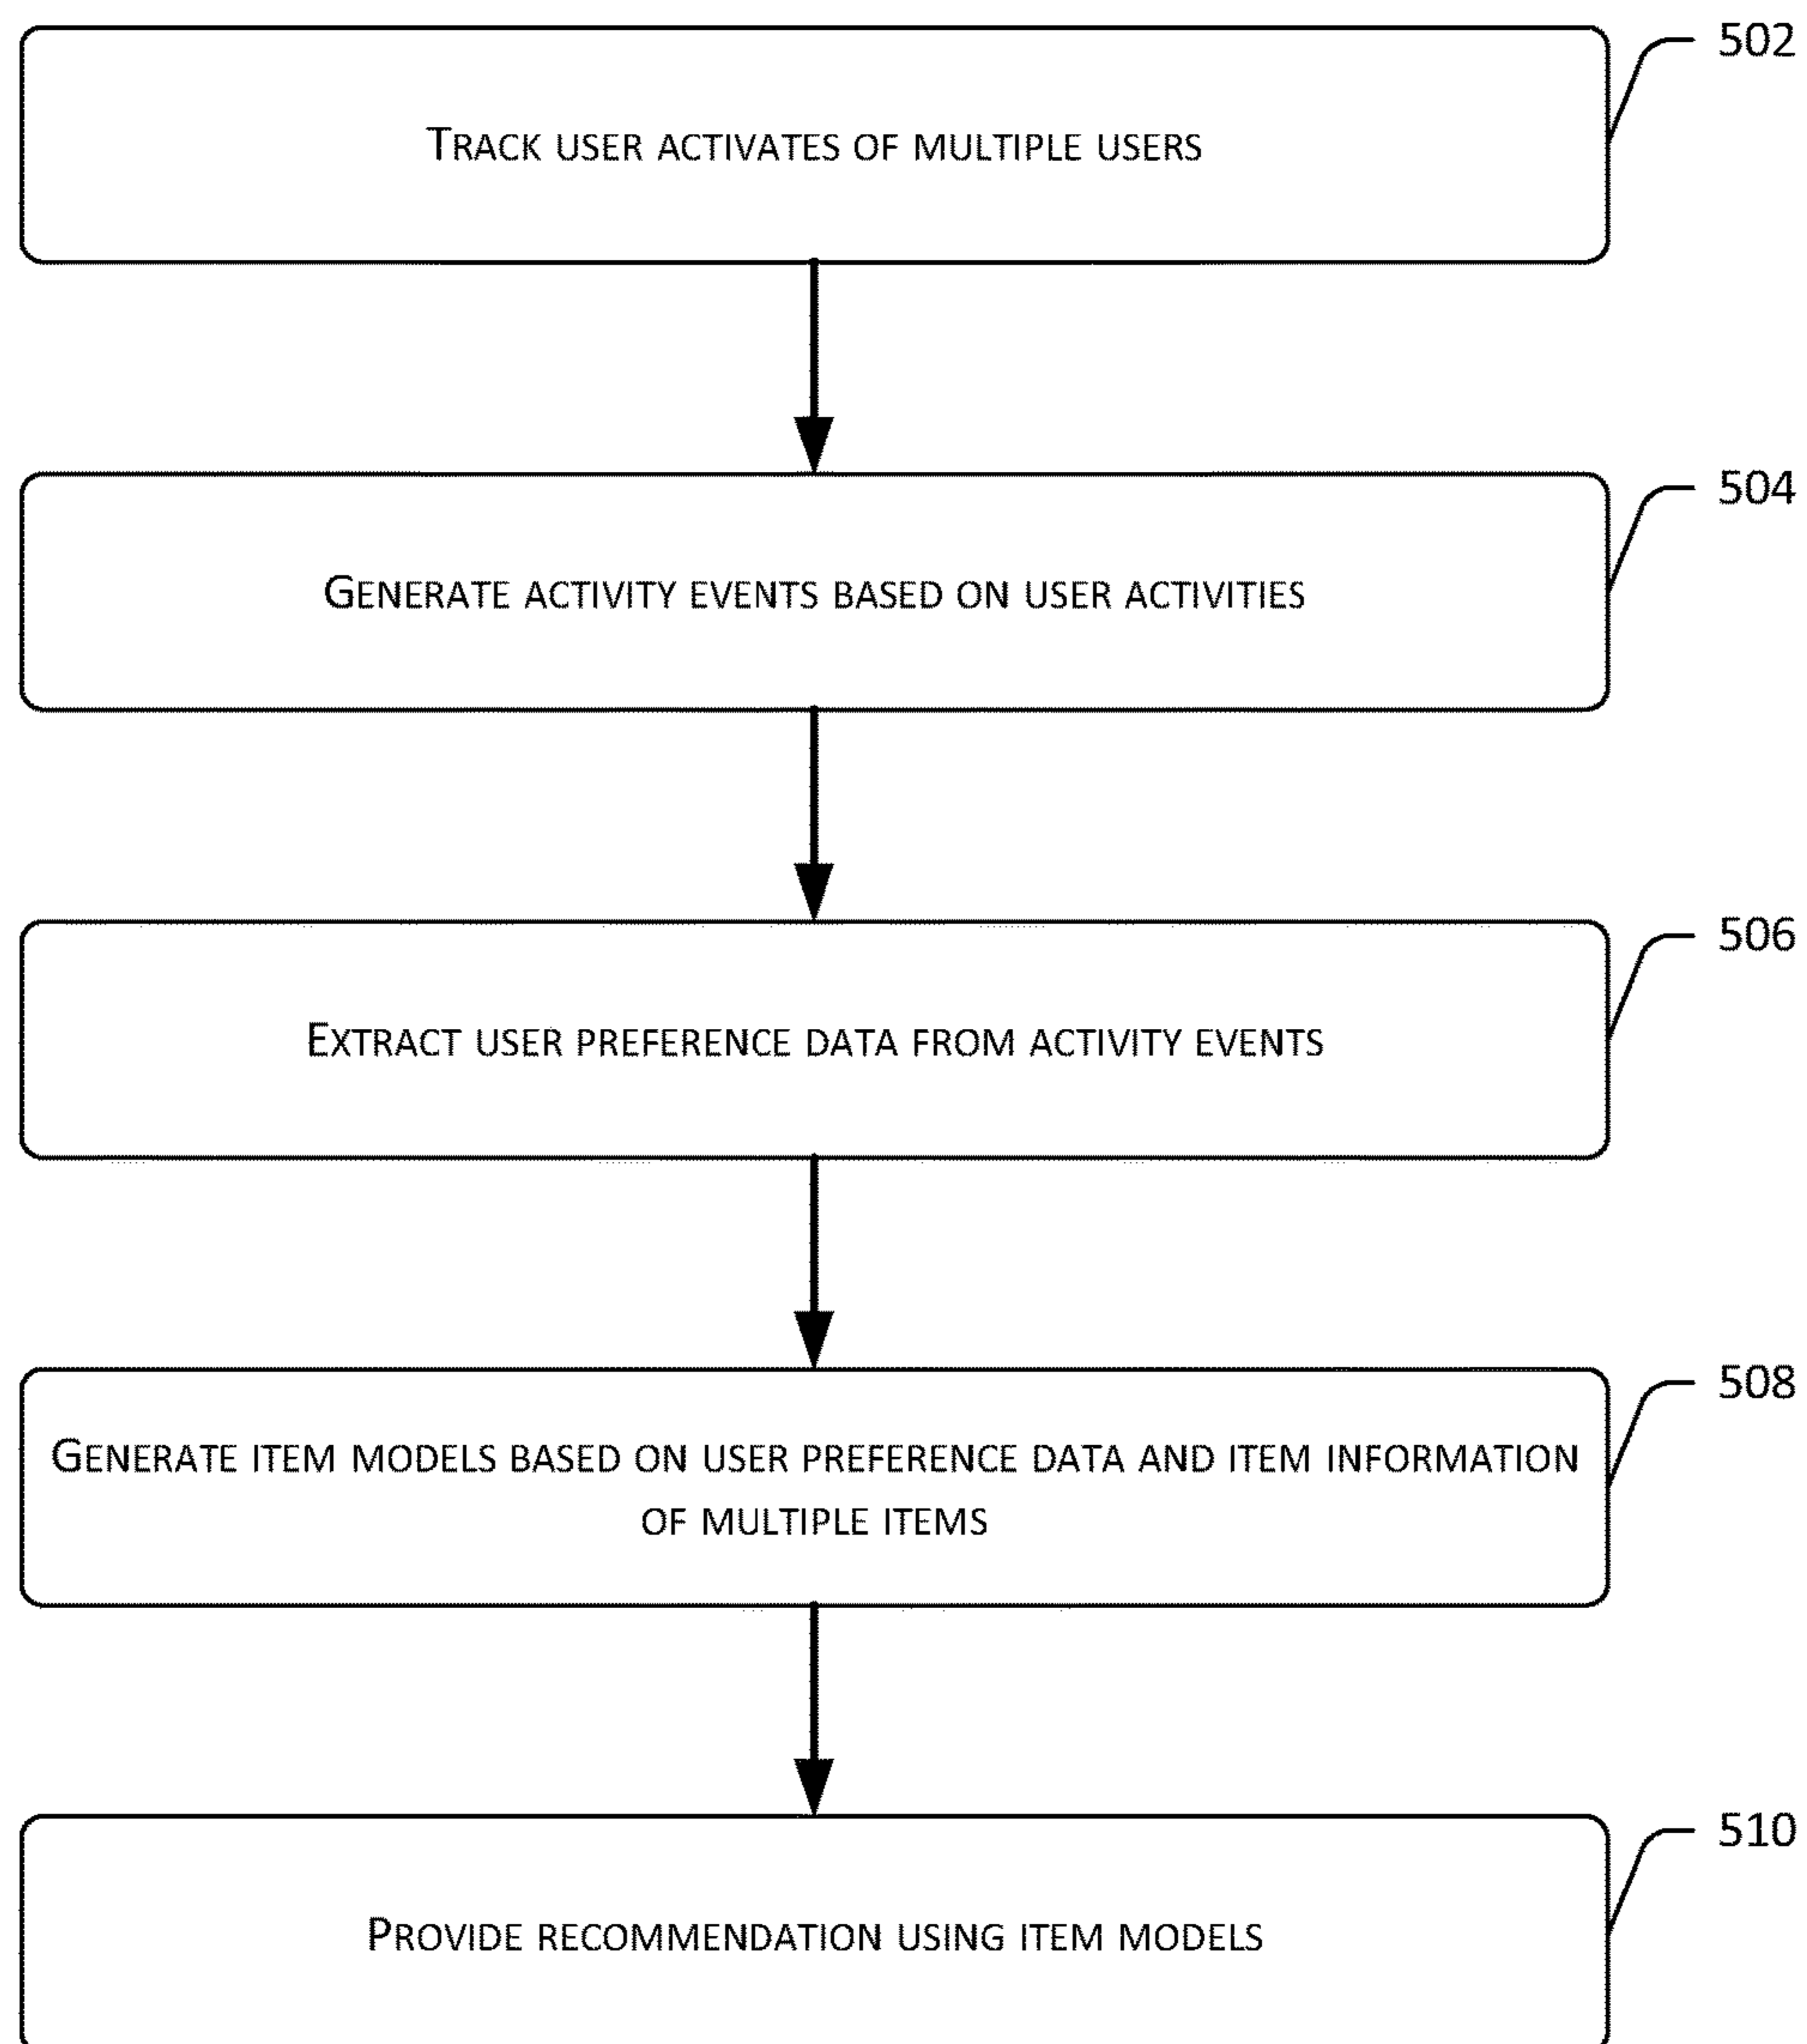 502
TRACK USER ACTIVATES OF MULTIPLE USERS
504
GENERATE ACTIVITY EVENTS BASED ON USER ACTIVITIES
506
EXTRACT USER PREFERENCE DATA FROM ACTIVITY EVENTS
508
GENERATE ITEM MODELS BASED ON USER PREFERENCE DATA AND ITEM INFORMATION
OF MULTIPLE ITEMS
510
PROVIDE RECOMMENDATION USING ITEM MODELS